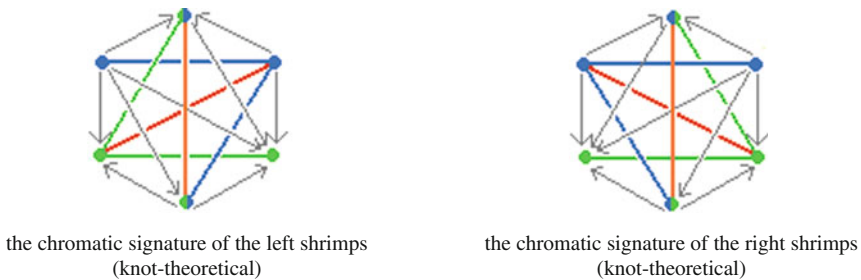 the chromatic signature of the left shrimps
(knot-theoretical)
the chromatic signature of the right shrimps
(knot-theoretical)